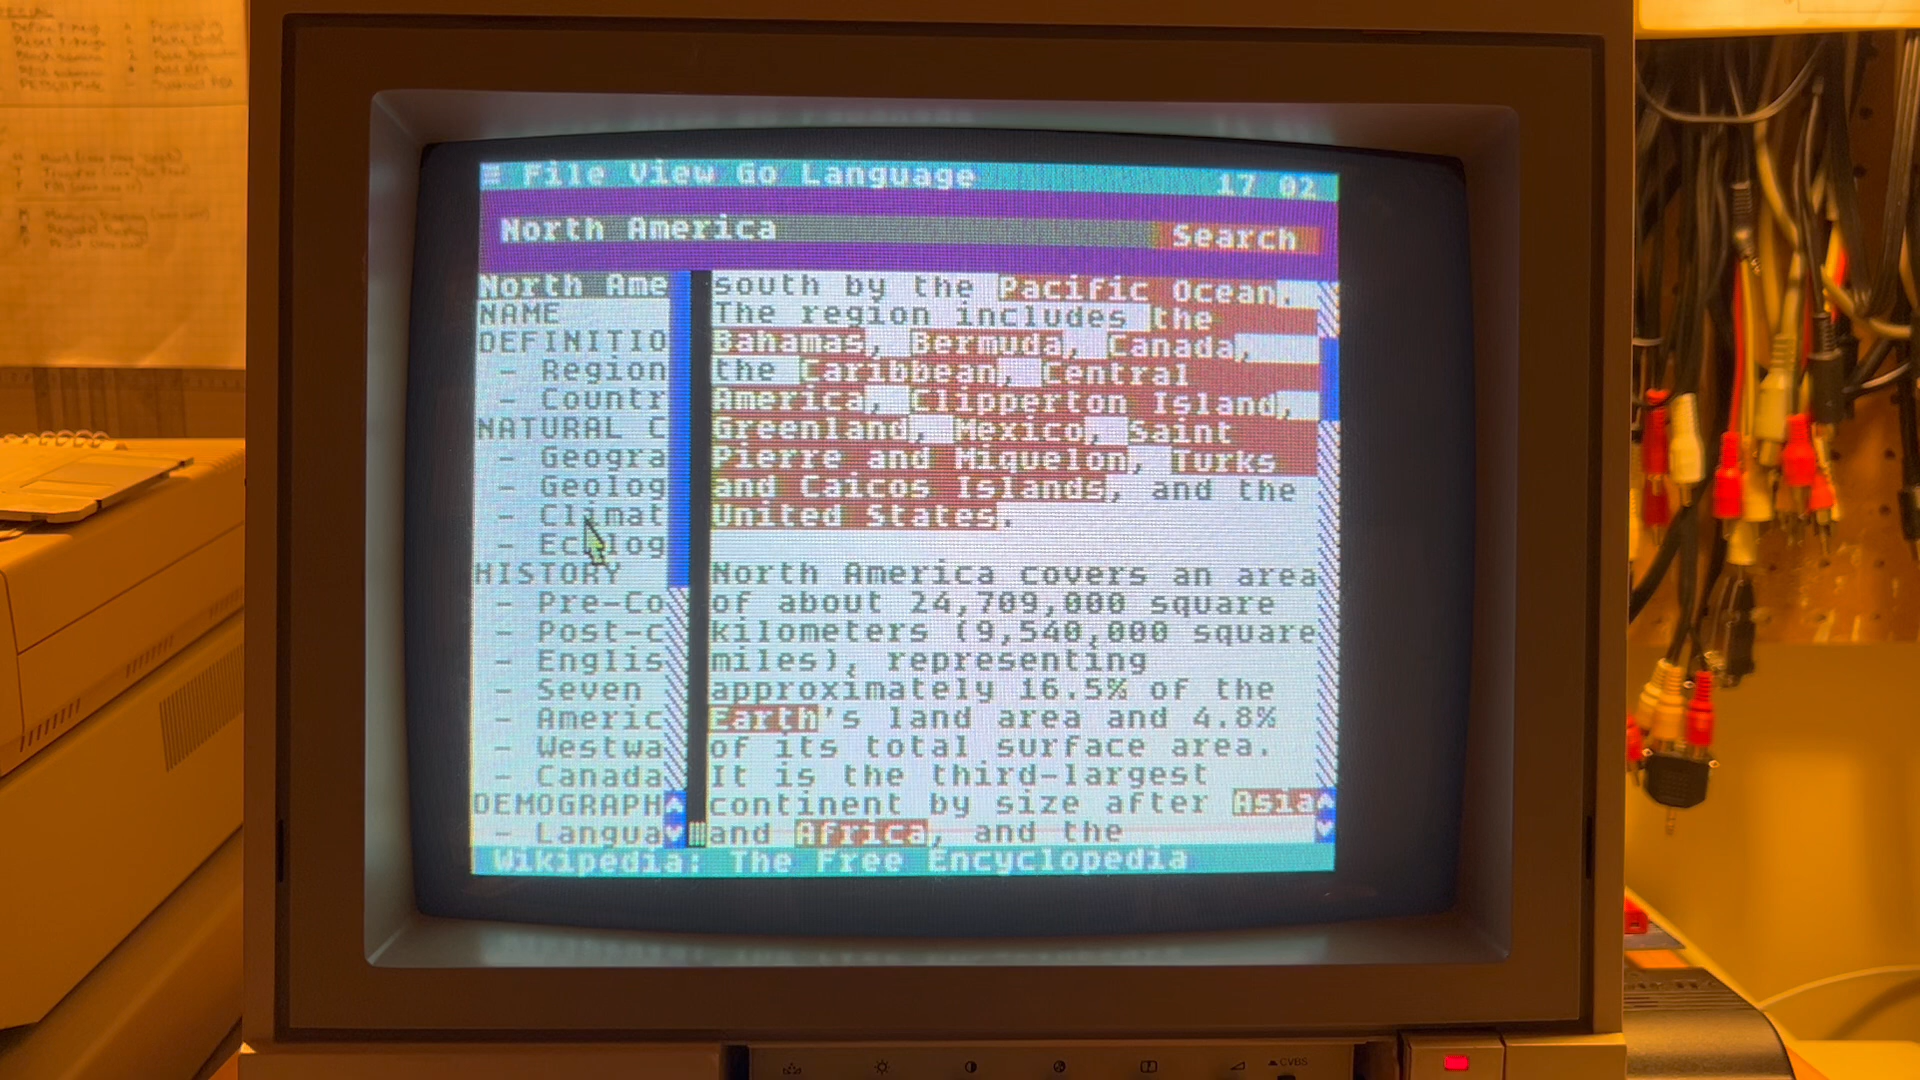 ≡ File View Go Language 17 02
North America Search
North Ame
NAME
DEFINITIO
- Region
- Countr
NATURAL C
- Geogra
- Geolog
- Climat
- Ecolog
HISTORY
- Pre-Co
- Post-c
- Englis
- Seven
- Americ
- Westwa
- Canada
DEMOGRAPH
- Langua
south by the Pacific Ocean.
The region includes the
Bahamas, Bermuda, Canada,
the Caribbean, Central
America, Clipperton Island,
Greenland, Mexico, Saint
Pierre and Miquelon, Turks
and Caicos Islands, and the
United States.
North America covers an area
of about 24,709,000 square
kilometers (9,540,000 square
miles), representing
approximately 16.5% of the
Earth's land area and 4.8%
of its total surface area.
It is the third-largest
continent by size after Asia
and Africa, and the
Wikipedia: The Free Encyclopedia
CVBS